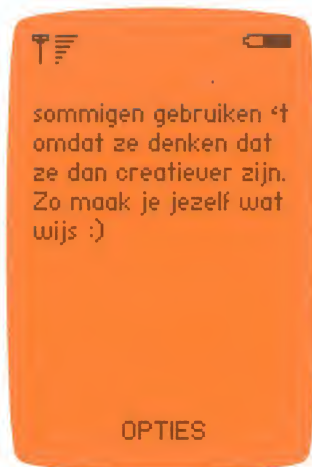 sommigen gebruiken ‘t
omdat ze denken dat
ze dan creatiever zijn.
Zo maak je jezelf wat
wijs :)
OPTIES